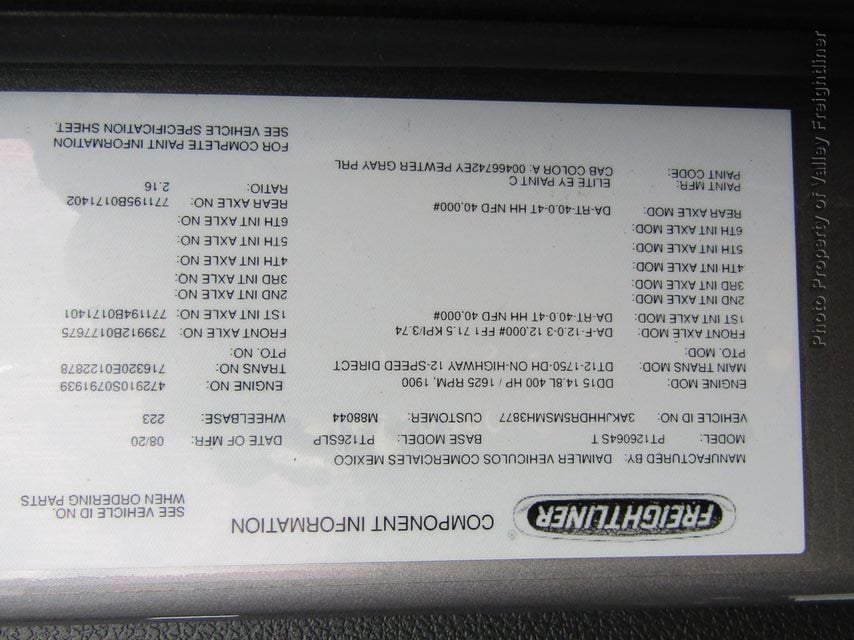 FREIGHTLINER COMPONENT INFORMATION SEE VEHICLE ID NO.
WHEN ORDERING PARTS
MANUFACTURED BY: DAIMLER VEHICULOS COMERCIALES MEXICO
MODEL: PT126064S T BASE MODEL: PT126SLP DATE OF MFR: 08/20
VEHICLE ID NO: 3AKJHHDR5MSMH3877 CUSTOMER: MB8044 WHEELBASE: 223
ENGINE MOD: DD15 14.8L 400 HP / 1625 RPM, 1900 ENGINE NO: 472910S0791939
MAIN TRANS MOD: DT12-1750-DH ON-HIGHWAY 12-SPEED DIRECT TRANS NO: 716320E0122878
PTO. MOD: PTO. NO:
FRONT AXLE MOD: DA-F-12.0-3 12,000# FF1 71.5 KPI/3.74 FRONT AXLE NO: 739912B0177675
1ST INT AXLE MOD: DA-RT-40.0-4T HH NFD 40,000# 1ST INT AXLE NO: 771194B0171401
2ND INT AXLE MOD: 2ND INT AXLE NO:
3RD INT AXLE MOD: 3RD INT AXLE NO:
4TH INT AXLE MOD: 4TH INT AXLE NO:
5TH INT AXLE MOD: 5TH INT AXLE NO:
6TH INT AXLE MOD: 6TH INT AXLE NO:
REAR AXLE MOD: DA-RT-40.0-4T HH NFD 40,000# REAR AXLE NO: 771195B0171402
RATIO: 2.16
PAINT MFR: ELITE EY PAINT C
PAINT CODE: CAB COLOR A: 00466742EY PEWTER GRAY PRL
FOR COMPLETE PAINT INFORMATION
SEE VEHICLE SPECIFICATION SHEET.
Photo Property of Valley Freightliner